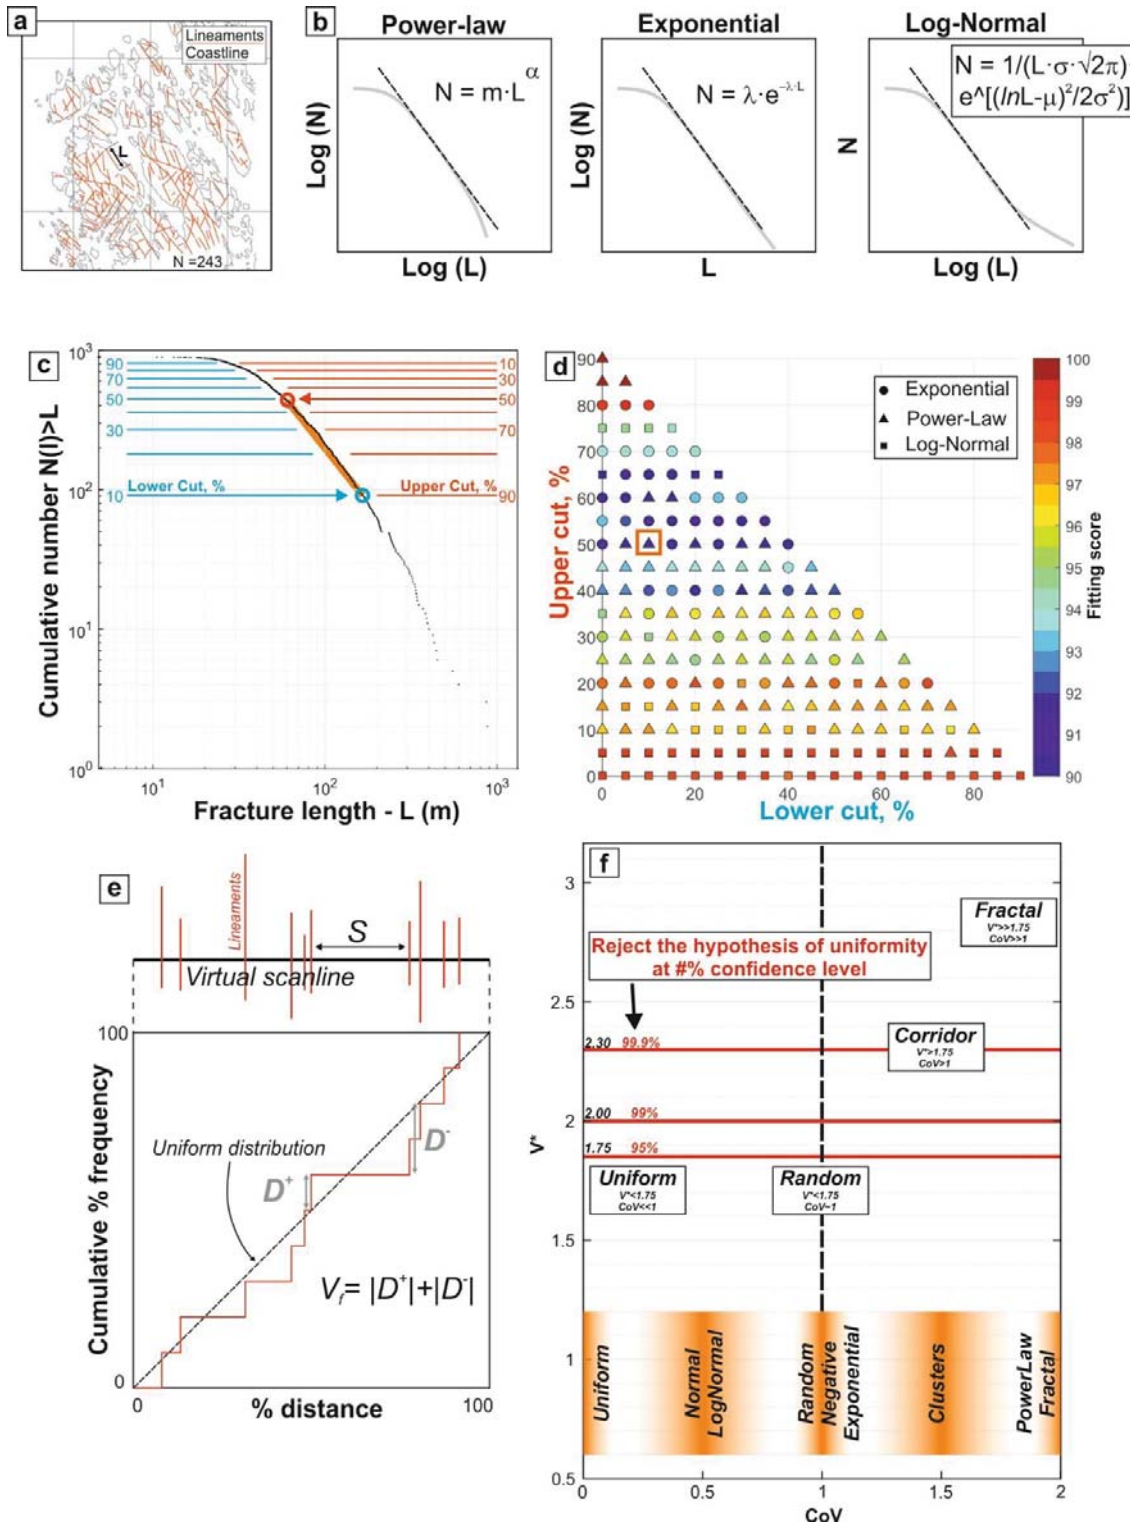 a
Lineaments
Coastline
L
N =243
b
Power-law
N = m·L^α
Log (N)
Log (L)
Exponential
N = λ·e^-λ·L
Log (N)
L
Log-Normal
N = 1/(L·σ·√2π)·
e^[(lnL-μ)²/2σ²)]
N
Log (L)
c
Cumulative number N(l)>L
10³
10²
10¹
10⁰
90
70
50
30
10
Lower Cut, %
10
30
50
70
90
Upper Cut, %
10¹
10²
10³
Fracture length - L (m)
d
Upper cut, %
90
80
70
60
50
40
30
20
10
0
Exponential
Power-Law
Log-Normal
0
20
40
60
80
Lower cut, %
100
99
98
97
96
95
94
93
92
91
90
Fitting score
e
Lineaments
S
Virtual scanline
100
Cumulative % frequency
Uniform distribution
D⁺
D⁻
V_f= |D⁺|+|D⁻|
0
0
100
% distance
f
3
2.5
2
1.5
1
0.5
V*
Fractal
V*>>1.75
CoV>>1
Reject the hypothesis of uniformity
at #% confidence level
Corridor
V*>1.75
CoV>1
2.30 99.9%
2.00 99%
1.75 95%
Uniform
V*<1.75
CoV<<1
Random
V*<1.75
CoV~1
Uniform
Normal
LogNormal
Random
Negative
Exponential
Clusters
PowerLaw
Fractal
0
0.5
1
1.5
2
CoV